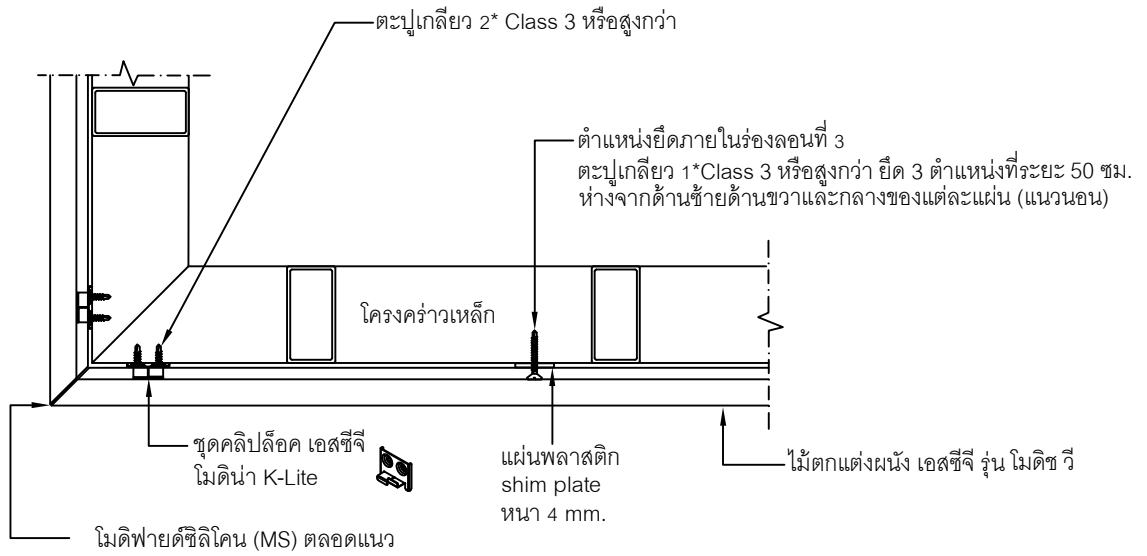 ตะปูเกลียว 2* Class 3 หรือสูงกว่า
ตำแหน่งยึดภายในร่องลอนที่ 3
ตะปูเกลียว 1*Class 3 หรือสูงกว่า ยึด 3 ตำแหน่งที่ระยะ 50 ซม.
ห่างจากด้านซ้ายด้านขวาและกลางของแต่ละแผ่น (แนวนอน)
โครงคร่าวเหล็ก
ชุดคลิปล็อค เอสซีจี
โมดิน่า K-Lite
แผ่นพลาสติก
shim plate
หนา 4 mm.
ไม้ตกแต่งผนัง เอสซีจี รุ่น โมดิช วี
โมดิฟายด์ซิลิโคน (MS) ตลอดแนว